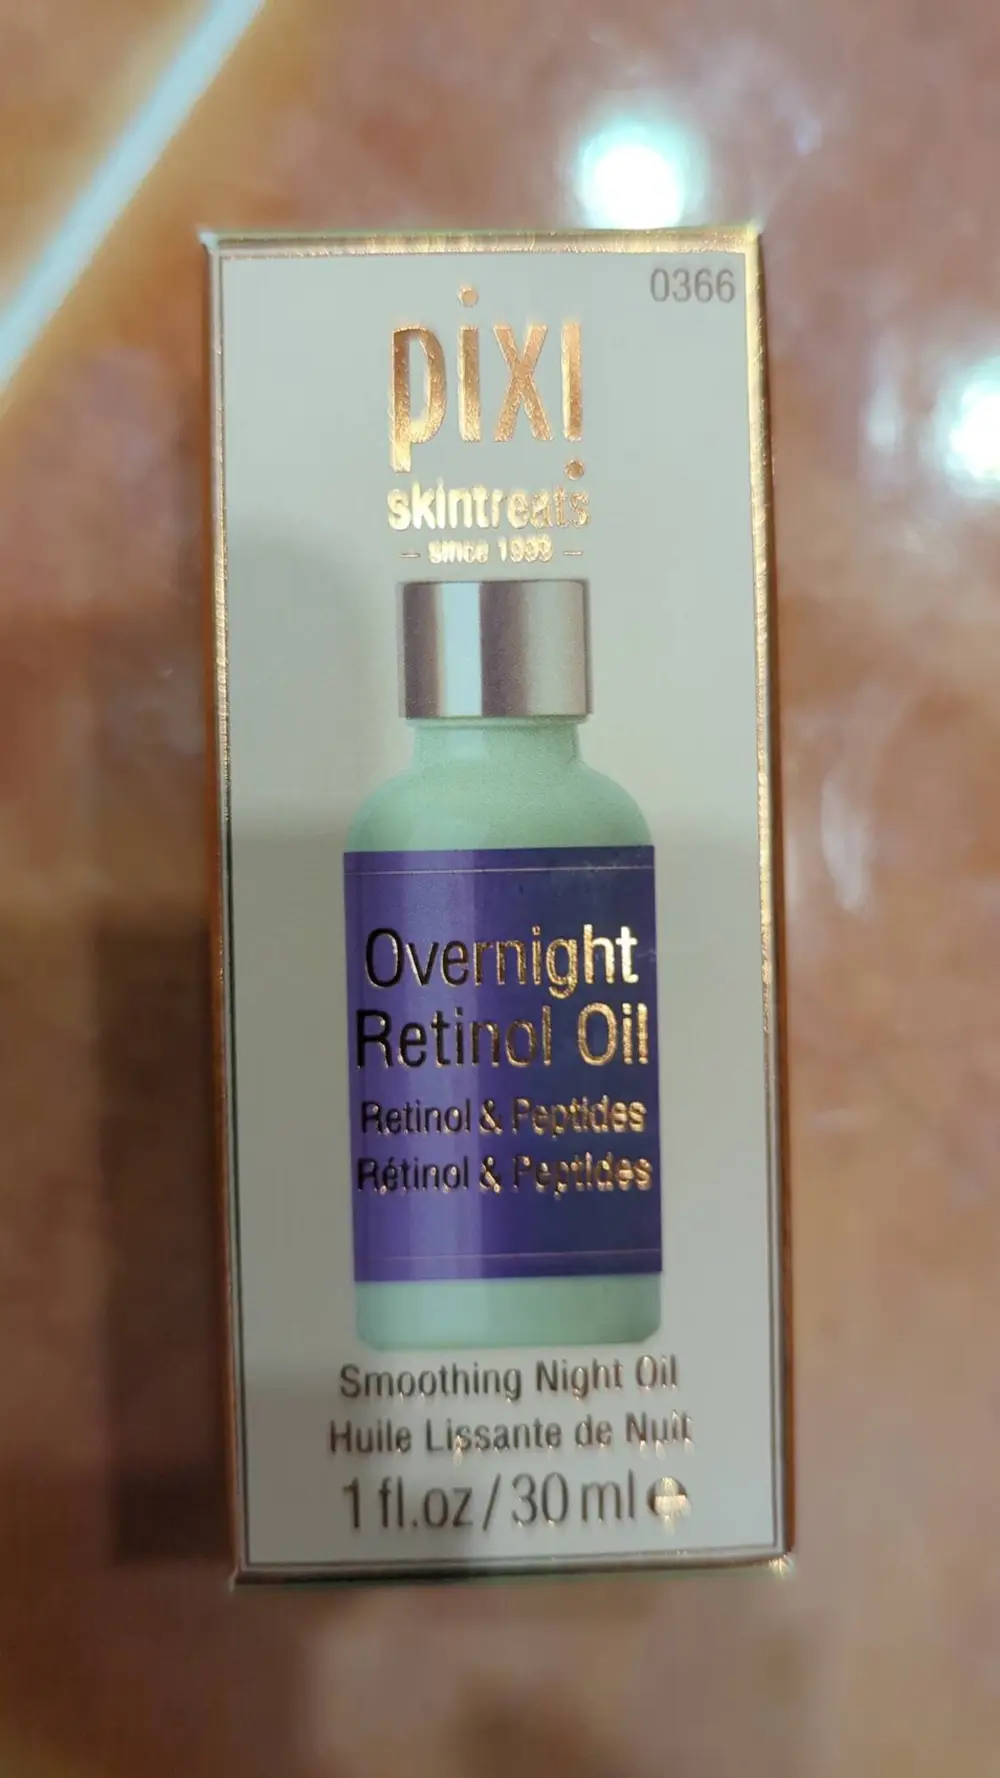 0366
pixi
skintreats
– since 1999 –
Overnight
Retinol Oil
Retinol & Peptides
Rétinol & Peptides
Smoothing Night Oil
Huile Lissante de Nuit
1 fl.oz / 30 ml ℮